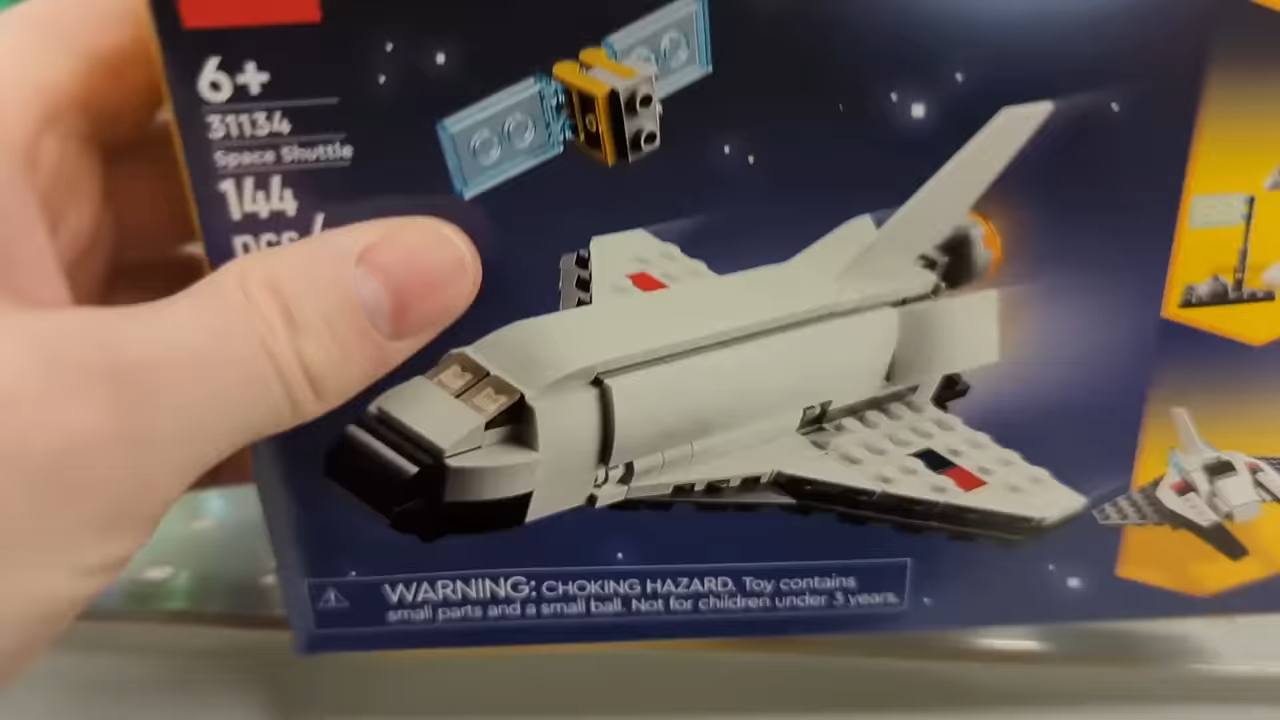 6+
31134
Space Shuttle
144
pcs/
WARNING: CHOKING HAZARD. Toy contains
small parts and a small ball. Not for children under 3 years.